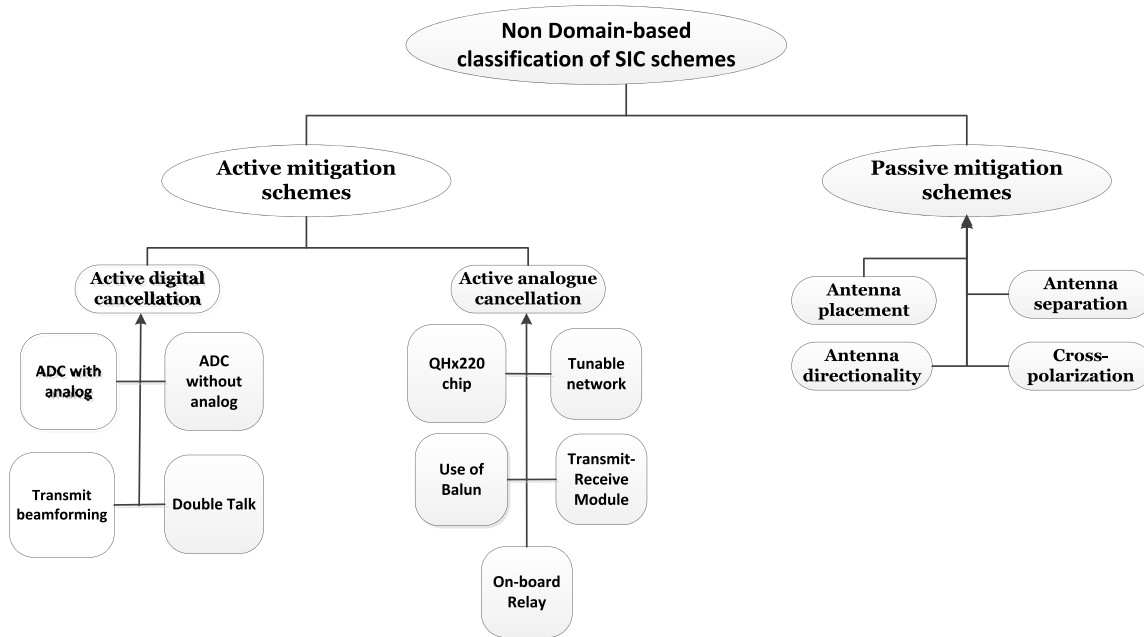 Non Domain-based
classification of SIC schemes
Active mitigation
schemes
Passive mitigation
schemes
Active digital
cancellation
Active analogue
cancellation
Antenna
placement
Antenna
separation
Antenna
directionality
Cross-
polarization
ADC with
analog
ADC
without
analog
QHx220
chip
Tunable
network
Transmit
beamforming
Double Talk
Use of
Balun
Transmit-
Receive
Module
On-board
Relay